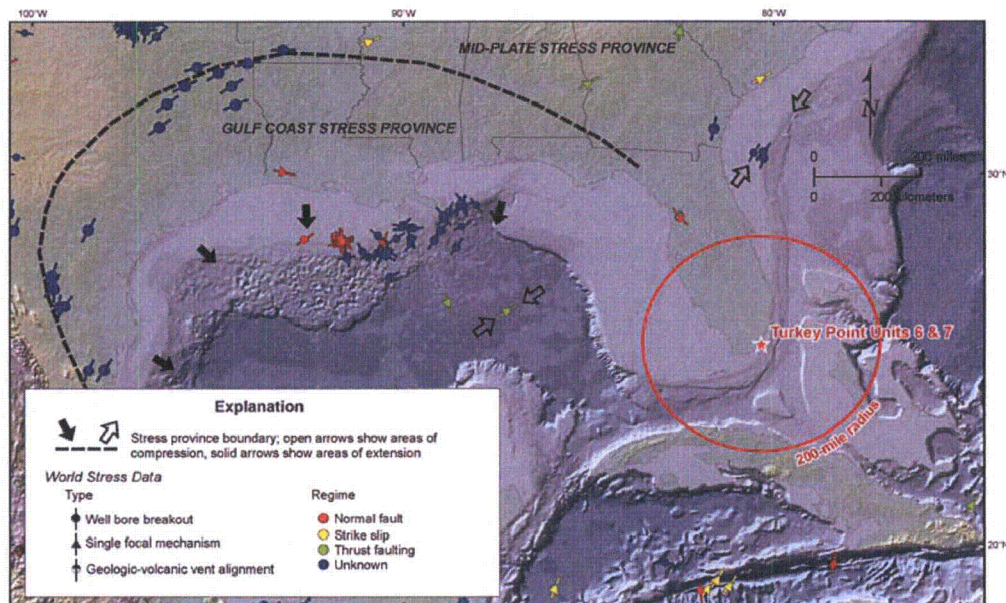 100°W 90°W 80°W
MID-PLATE STRESS PROVINCE
GULF COAST STRESS PROVINCE
N
0 200 miles
0 200 kilometers
30°N
Turkey Point Units 6 & 7
200-mile radius
20°N
Explanation
Stress province boundary; open arrows show areas of
compression, solid arrows show areas of extension
World Stress Data
Type
Well bore breakout
Single focal mechanism
Geologic-volcanic vent alignment
Regime
Normal fault
Strike slip
Thrust faulting
Unknown